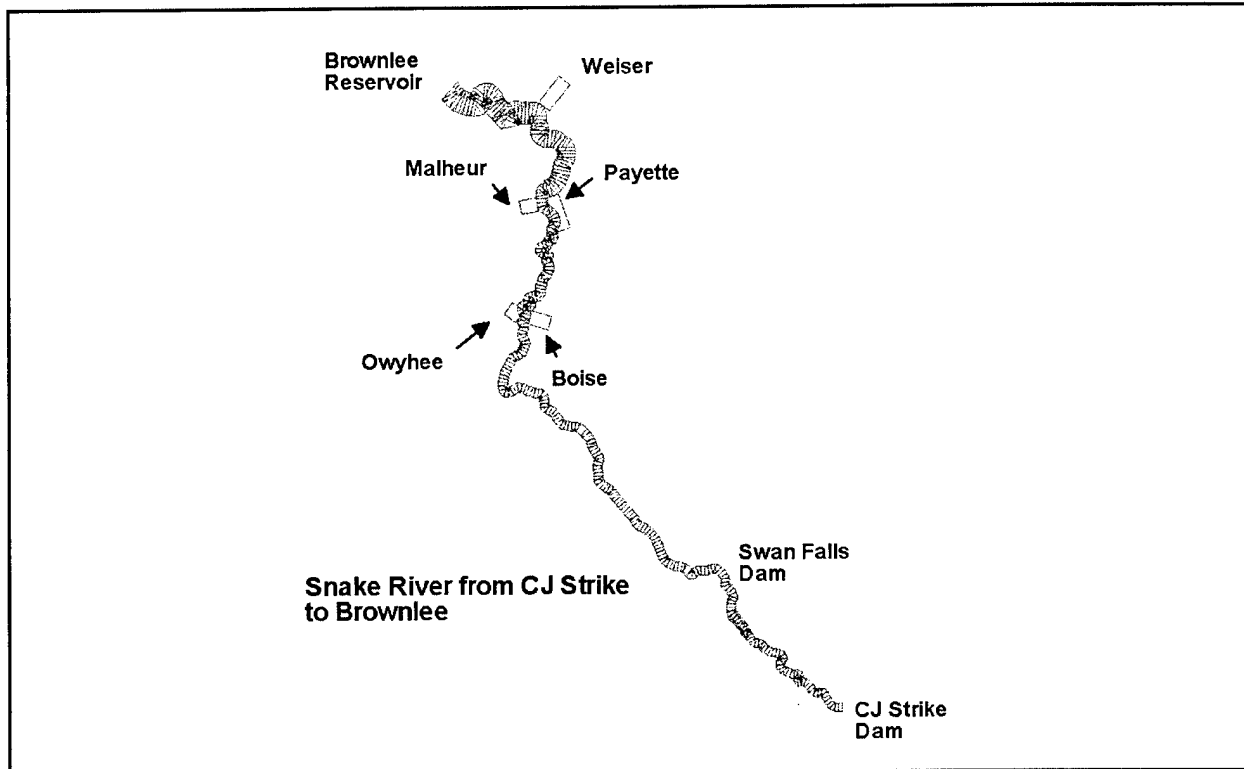 Brownlee
Reservoir
Weiser
Malheur
Payette
Owyhee
Boise
Swan Falls
Dam
Snake River from CJ Strike
to Brownlee
CJ Strike
Dam